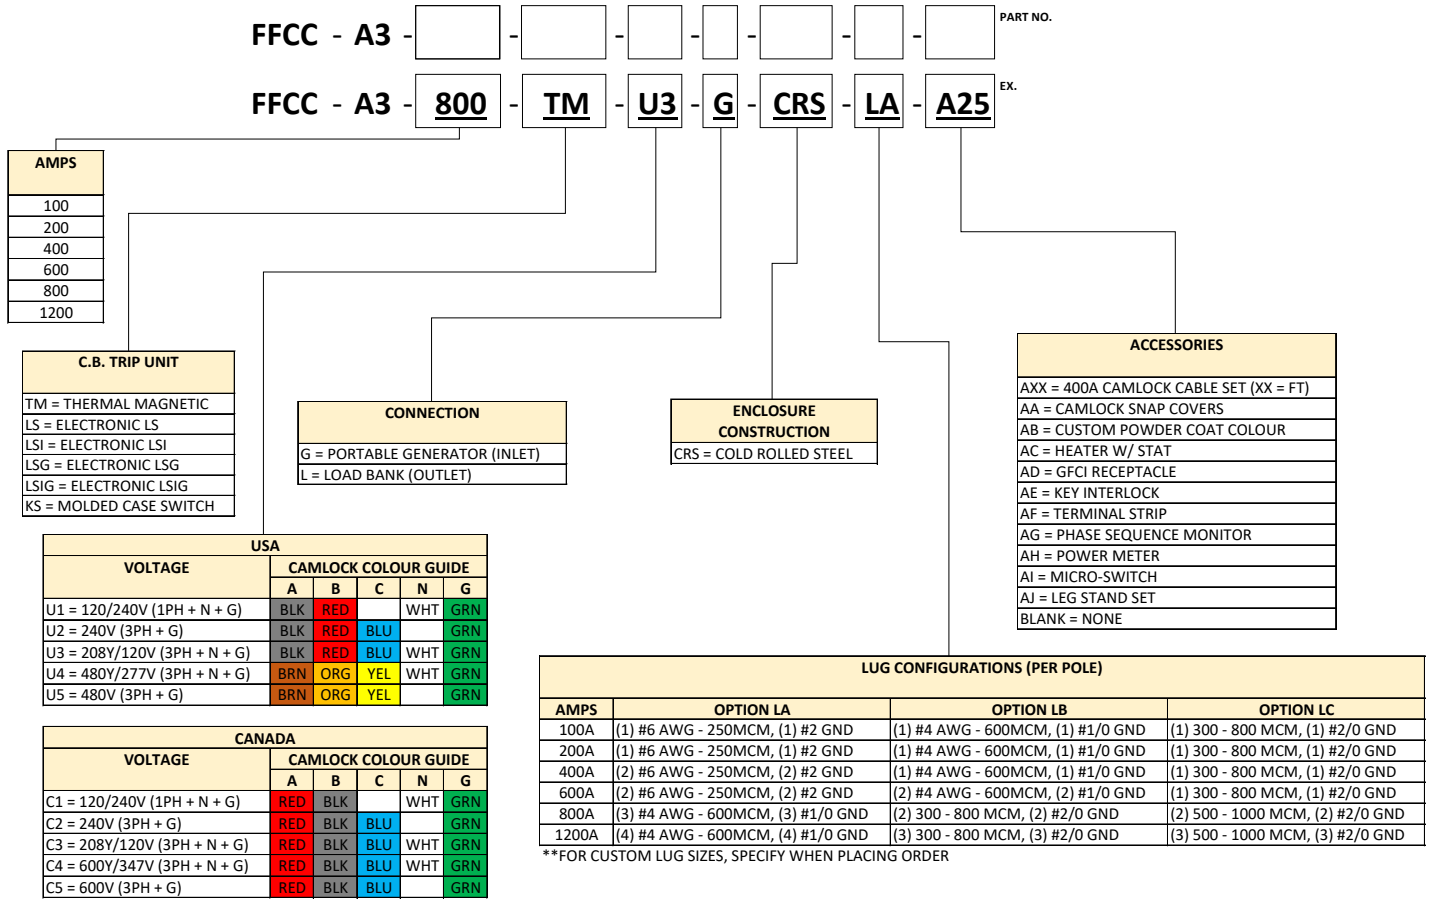 PART NO.
FFCC - A3 - - - - - - -
FFCC - A3 - 800 - TM - U3 - G - CRS - LA - A25
EX.
AMPS
100
200
400
600
800
1200
C.B. TRIP UNIT
TM = THERMAL MAGNETIC
LS = ELECTRONIC LS
LSI = ELECTRONIC LSI
LSG = ELECTRONIC LSG
LSIG = ELECTRONIC LSIG
KS = MOLDED CASE SWITCH
CONNECTION
G = PORTABLE GENERATOR (INLET)
L = LOAD BANK (OUTLET)
ENCLOSURE
CONSTRUCTION
CRS = COLD ROLLED STEEL
ACCESSORIES
AXX = 400A CAMLOCK CABLE SET (XX = FT)
AA = CAMLOCK SNAP COVERS
AB = CUSTOM POWDER COAT COLOUR
AC = HEATER W/ STAT
AD = GFCI RECEPTACLE
AE = KEY INTERLOCK
AF = TERMINAL STRIP
AG = PHASE SEQUENCE MONITOR
AH = POWER METER
AI = MICRO-SWITCH
AJ = LEG STAND SET
BLANK = NONE
USA
VOLTAGE CAMLOCK COLOUR GUIDE
A B C N G
U1 = 120/240V (1PH + N + G) BLK RED WHT GRN
U2 = 240V (3PH + G) BLK RED BLU GRN
U3 = 208Y/120V (3PH + N + G) BLK RED BLU WHT GRN
U4 = 480Y/277V (3PH + N + G) BRN ORG YEL WHT GRN
U5 = 480V (3PH + G) BRN ORG YEL GRN
CANADA
VOLTAGE CAMLOCK COLOUR GUIDE
A B C N G
C1 = 120/240V (1PH + N + G) RED BLK WHT GRN
C2 = 240V (3PH + G) RED BLK BLU GRN
C3 = 208Y/120V (3PH + N + G) RED BLK BLU WHT GRN
C4 = 600Y/347V (3PH + N + G) RED BLK BLU WHT GRN
C5 = 600V (3PH + G) RED BLK BLU GRN
LUG CONFIGURATIONS (PER POLE)
AMPS OPTION LA OPTION LB OPTION LC
100A (1) #6 AWG - 250MCM, (1) #2 GND (1) #4 AWG - 600MCM, (1) #1/0 GND (1) 300 - 800 MCM, (1) #2/0 GND
200A (1) #6 AWG - 250MCM, (1) #2 GND (1) #4 AWG - 600MCM, (1) #1/0 GND (1) 300 - 800 MCM, (1) #2/0 GND
400A (2) #6 AWG - 250MCM, (2) #2 GND (1) #4 AWG - 600MCM, (1) #1/0 GND (1) 300 - 800 MCM, (1) #2/0 GND
600A (2) #6 AWG - 250MCM, (2) #2 GND (2) #4 AWG - 600MCM, (2) #1/0 GND (1) 300 - 800 MCM, (1) #2/0 GND
800A (3) #4 AWG - 600MCM, (3) #1/0 GND (2) 300 - 800 MCM, (2) #2/0 GND (2) 500 - 1000 MCM, (2) #2/0 GND
1200A (4) #4 AWG - 600MCM, (4) #1/0 GND (3) 300 - 800 MCM, (3) #2/0 GND (3) 500 - 1000 MCM, (3) #2/0 GND
**FOR CUSTOM LUG SIZES, SPECIFY WHEN PLACING ORDER